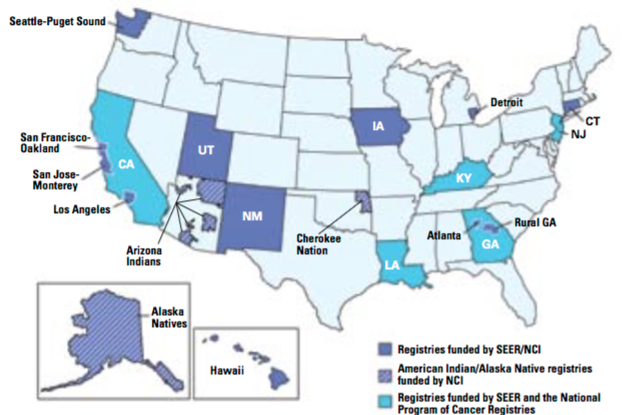 Seattle-Puget Sound
Detroit
IA
CT
NJ
San Francisco-
Oakland
UT
CA
San Jose-
Monterey
KY
Los Angeles
NM
Rural GA
Atlanta
Cherokee
Nation
GA
Arizona
Indians
LA
Alaska
Natives
Hawaii
Registries funded by SEER/NCI
American Indian/Alaska Native registries
funded by NCI
Registries funded by SEER and the National
Program of Cancer Registries